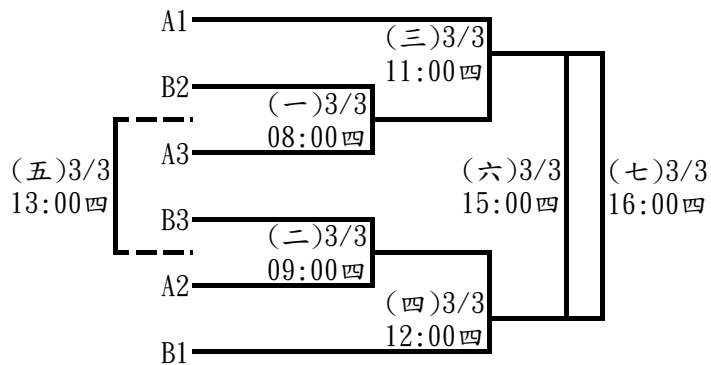 A1
(三)3/3
11:00四
B2
(一)3/3
08:00四
A3
(五)3/3
13:00四
(六)3/3
15:00四
(七)3/3
16:00四
B3
(二)3/3
09:00四
A2
(四)3/3
12:00四
B1